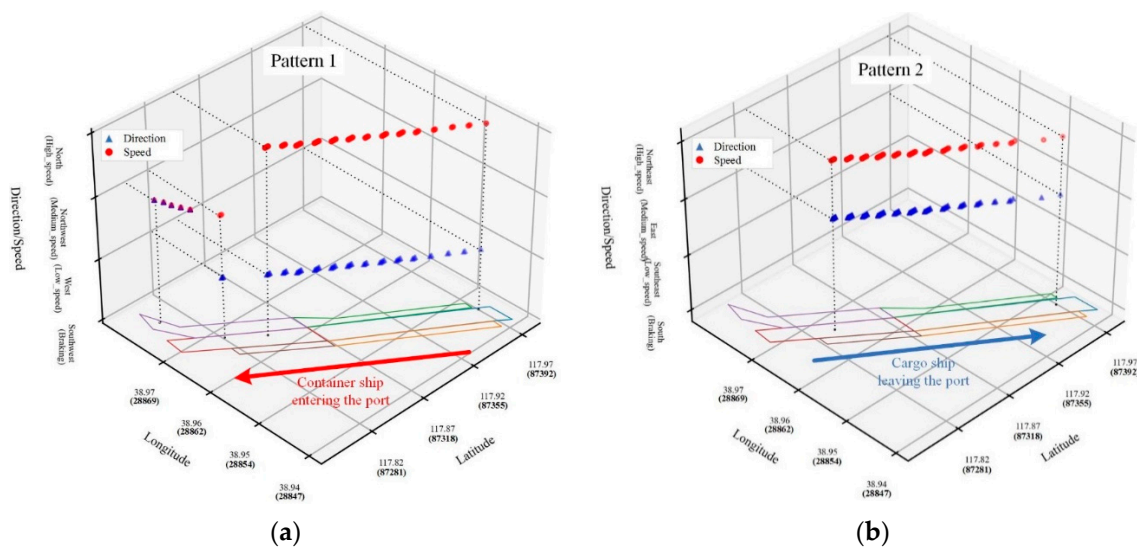 Pattern 1
Direction
Speed
Direction/Speed
North
(High_speed)
Northwest
(Medium_speed)
West
(Low_speed)
Southwest
(Braking)
Container ship
entering the port
38.97
(28869)
38.96
(28862)
38.95
(28854)
38.94
(28847)
Longitude
117.82
(87281)
117.87
(87318)
117.92
(87355)
117.97
(87392)
Latitude
(a)
Pattern 2
Direction
Speed
Direction/Speed
Northeast
(High_speed)
East
(Medium_speed)
Southeast
(Low_speed)
South
(Braking)
Cargo ship
leaving the port
38.97
(28869)
38.96
(28862)
38.95
(28854)
38.94
(28847)
Longitude
117.82
(87281)
117.87
(87318)
117.92
(87355)
117.97
(87392)
Latitude
(b)